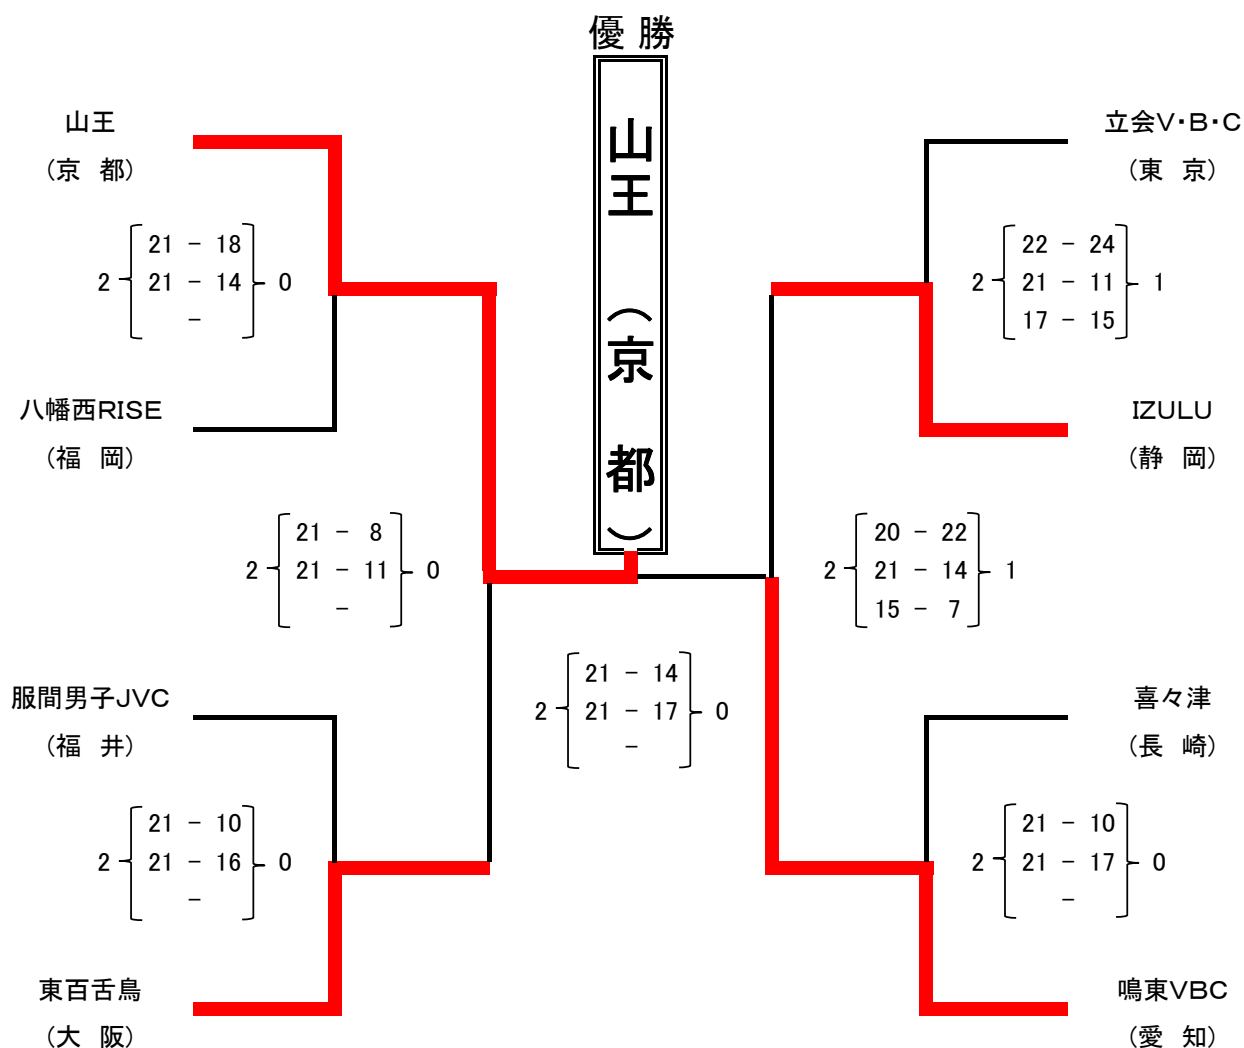 優勝
山王（京都）
山王
（京 都）
2 21 - 18 0
21 - 14
-
八幡西RISE
（福 岡）
2 21 - 8 0
21 - 11
-
服間男子JVC
（福 井）
2 21 - 10 0
21 - 16
-
東百舌鳥
（大 阪）
2 21 - 14 0
21 - 17
-
立会V・B・C
（東 京）
22 - 24
2 21 - 11 1
17 - 15
IZULU
（静 岡）
20 - 22
2 21 - 14 1
15 - 7
喜々津
（長 崎）
21 - 10
2 21 - 17 0
-
鳴東VBC
（愛 知）